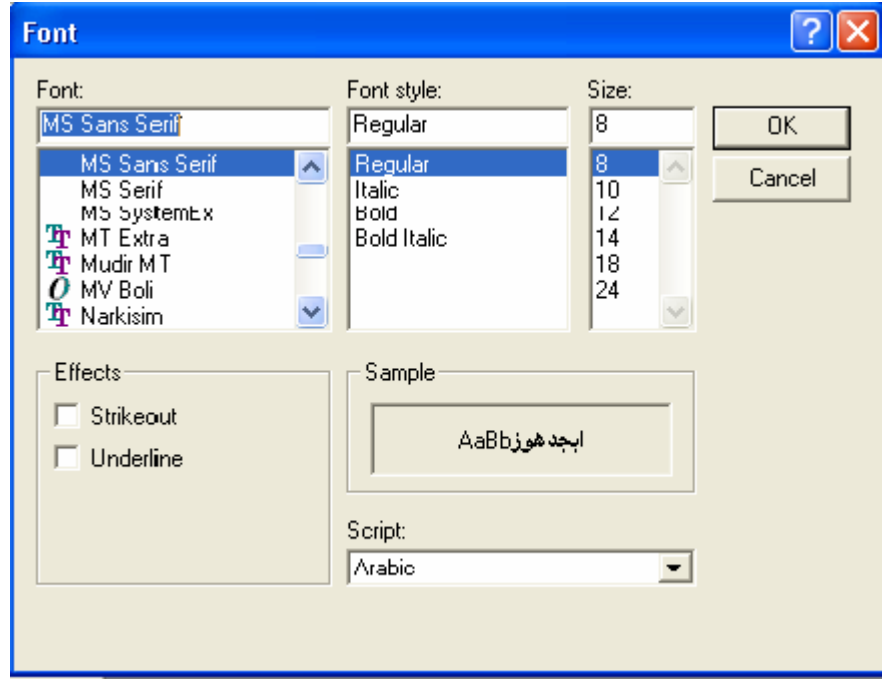 Font
Font: Font style: Size:
MS Sans Serif Regular 8 OK
MS Sans Serif Regular 8 Cancel
MS Serif Italic 10
MS SystemEx Bold 12
MT Extra Bold Italic 14
Mudir MT 18
MV Boli 24
Narkisim
Effects Sample
Strikeout
Underline
AaBbابجد هوز
Script:
Arabic